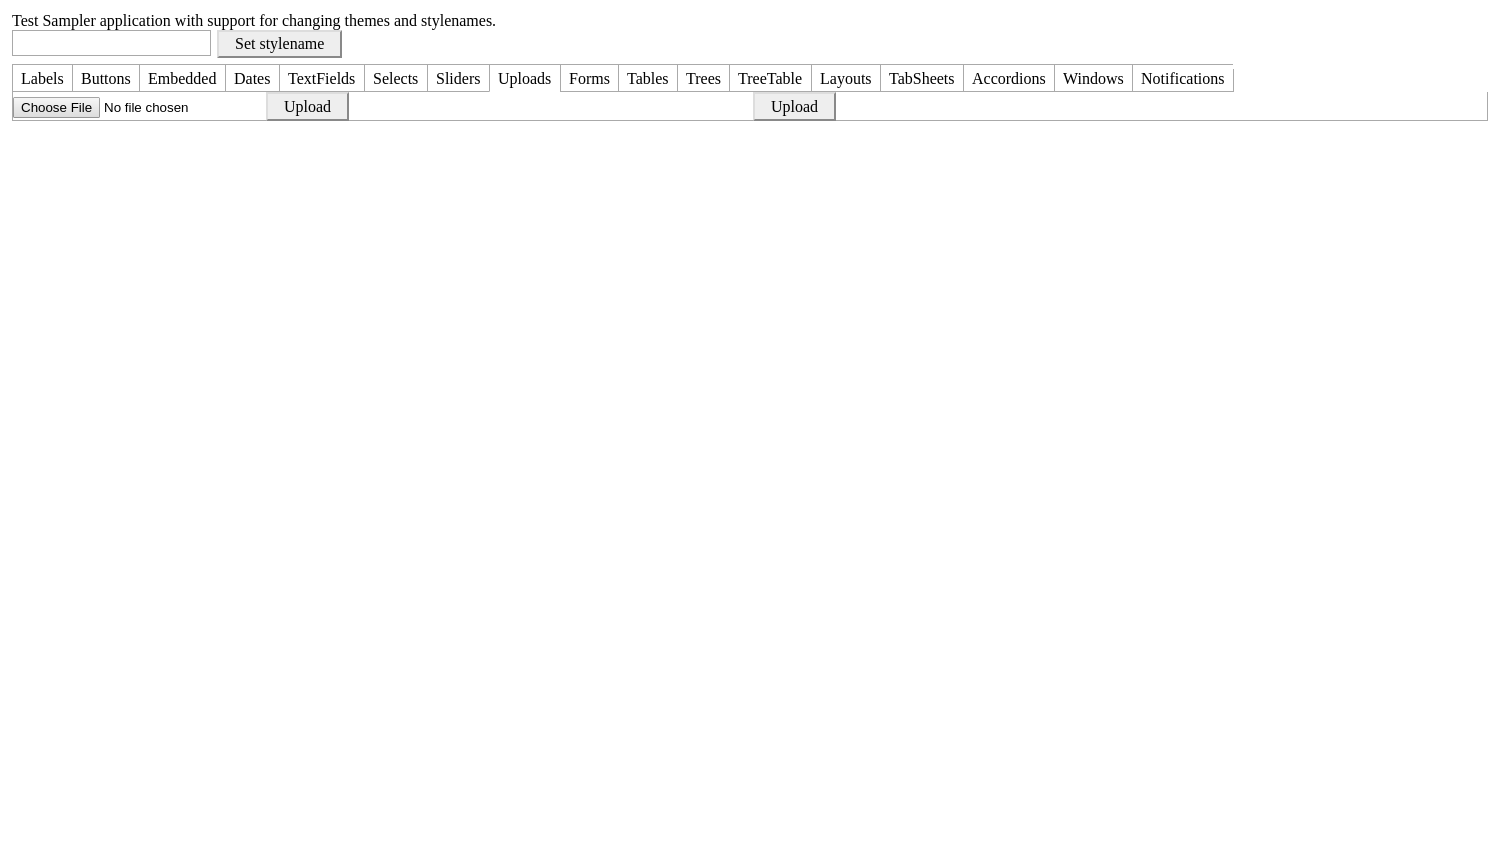 Test Sampler application with support for changing themes and stylenames.
Set stylename
Labels Buttons Embedded Dates TextFields Selects Sliders Uploads Forms Tables Trees TreeTable Layouts TabSheets Accordions Windows Notifications
Choose File No file chosen Upload Upload